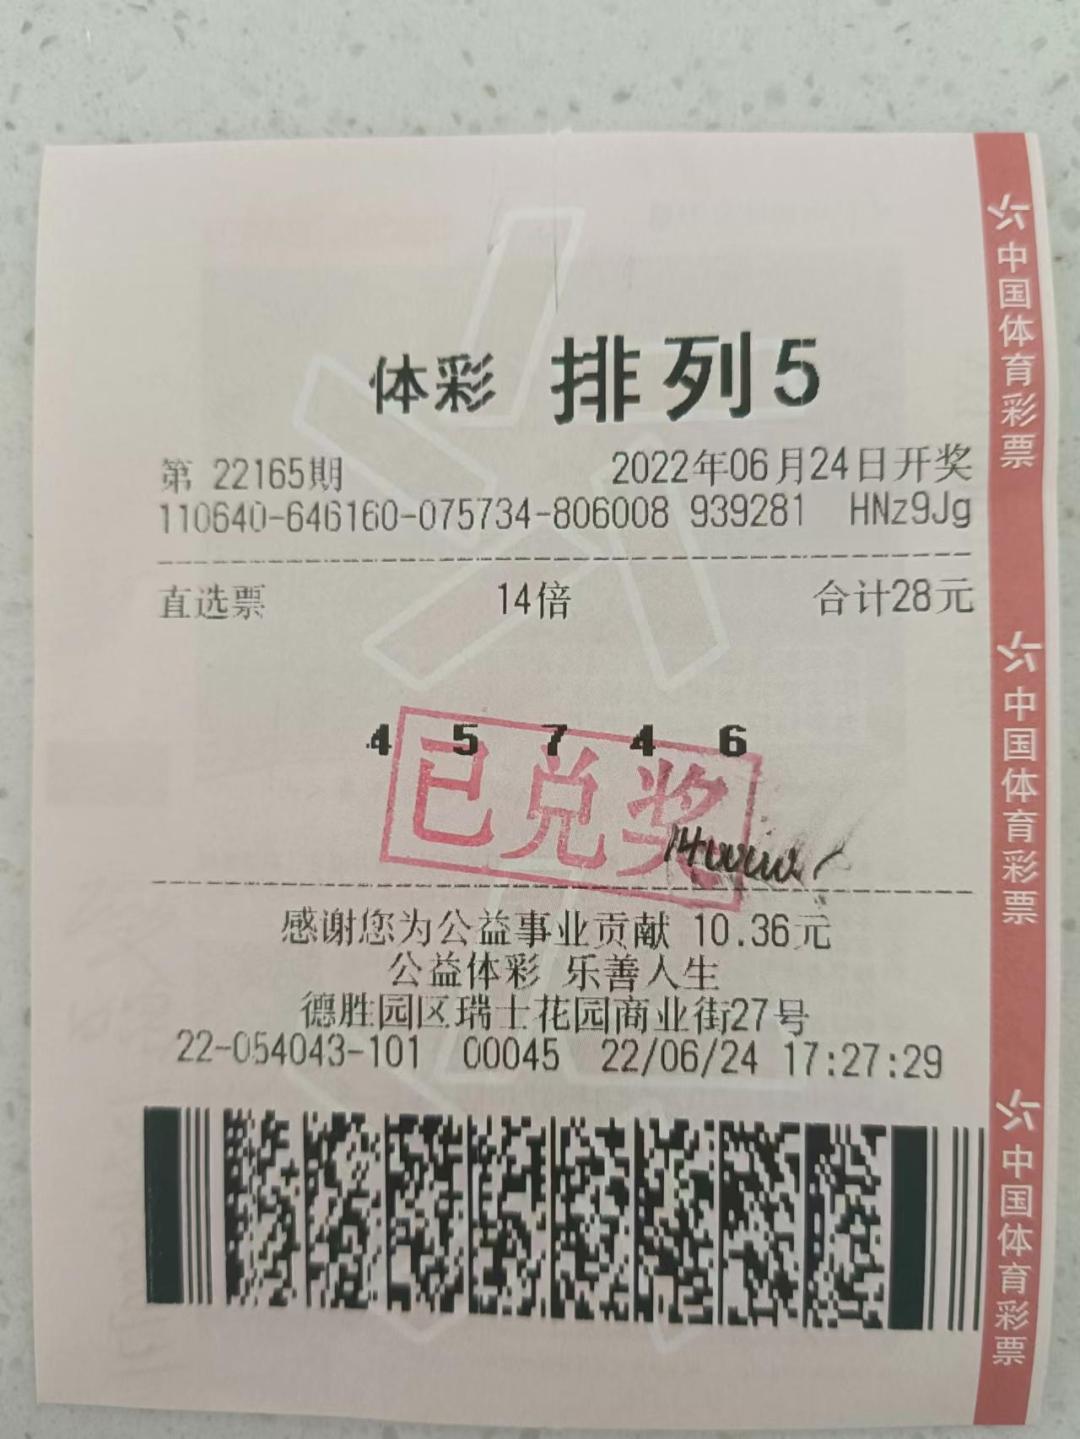 体彩 排列5
第 22165期 2022年06月24日开奖
110640-646160-075734-806008 939281 HNz9Jg
直选票 14倍 合计28元
4 5 7 4 6
已兑奖
感谢您为公益事业贡献 10.36元
公益体彩 乐善人生
德胜园区瑞士花园商业街27号
22-054043-101 00045 22/06/24 17:27:29
中国体育彩票
中国体育彩票
中国体育彩票